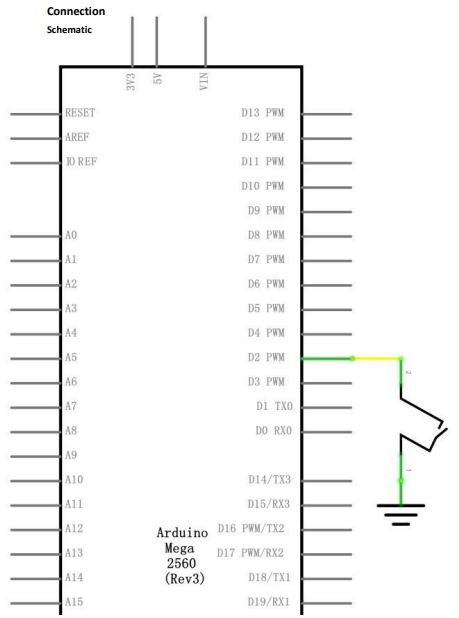 Connection
Schematic
3V3
5V
VIN
RESET
D13 PWM
AREF
D12 PWM
IO REF
D11 PWM
D10 PWM
D9 PWM
A0
D8 PWM
A1
D7 PWM
A2
D6 PWM
A3
D5 PWM
A4
D4 PWM
A5
D2 PWM
2
A6
D3 PWM
A7
D1 TX0
A8
D0 RX0
A9
1
A10
D14/TX3
A11
D15/RX3
A12
D16 PWM/TX2
A13
D17 PWM/RX2
A14
D18/TX1
A15
D19/RX1
Arduino
Mega
2560
(Rev3)